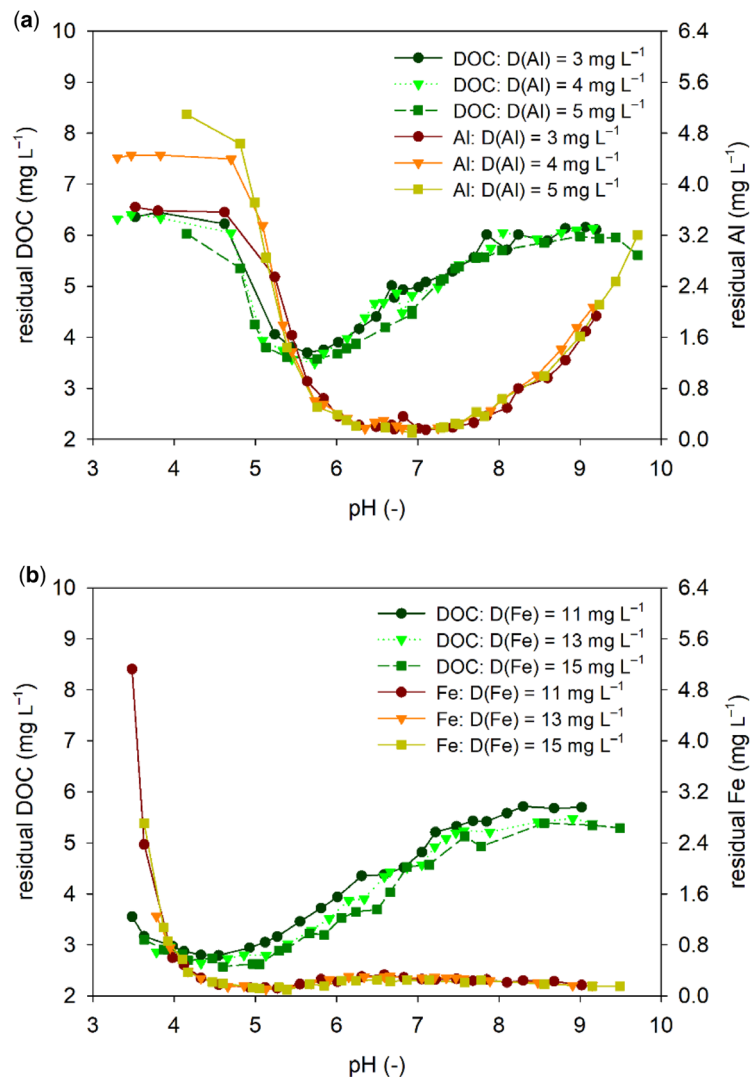 (a)
10
9
8
7
6
5
4
3
2
residual DOC (mg L⁻¹)
DOC: D(Al) = 3 mg L⁻¹
DOC: D(Al) = 4 mg L⁻¹
DOC: D(Al) = 5 mg L⁻¹
Al: D(Al) = 3 mg L⁻¹
Al: D(Al) = 4 mg L⁻¹
Al: D(Al) = 5 mg L⁻¹
6.4
5.6
4.8
4.0
3.2
2.4
1.6
0.8
0.0
residual Al (mg L⁻¹)
3 4 5 6 7 8 9 10
pH (-)
(b)
10
9
8
7
6
5
4
3
2
residual DOC (mg L⁻¹)
DOC: D(Fe) = 11 mg L⁻¹
DOC: D(Fe) = 13 mg L⁻¹
DOC: D(Fe) = 15 mg L⁻¹
Fe: D(Fe) = 11 mg L⁻¹
Fe: D(Fe) = 13 mg L⁻¹
Fe: D(Fe) = 15 mg L⁻¹
6.4
5.6
4.8
4.0
3.2
2.4
1.6
0.8
0.0
residual Fe (mg L⁻¹)
3 4 5 6 7 8 9 10
pH (-)